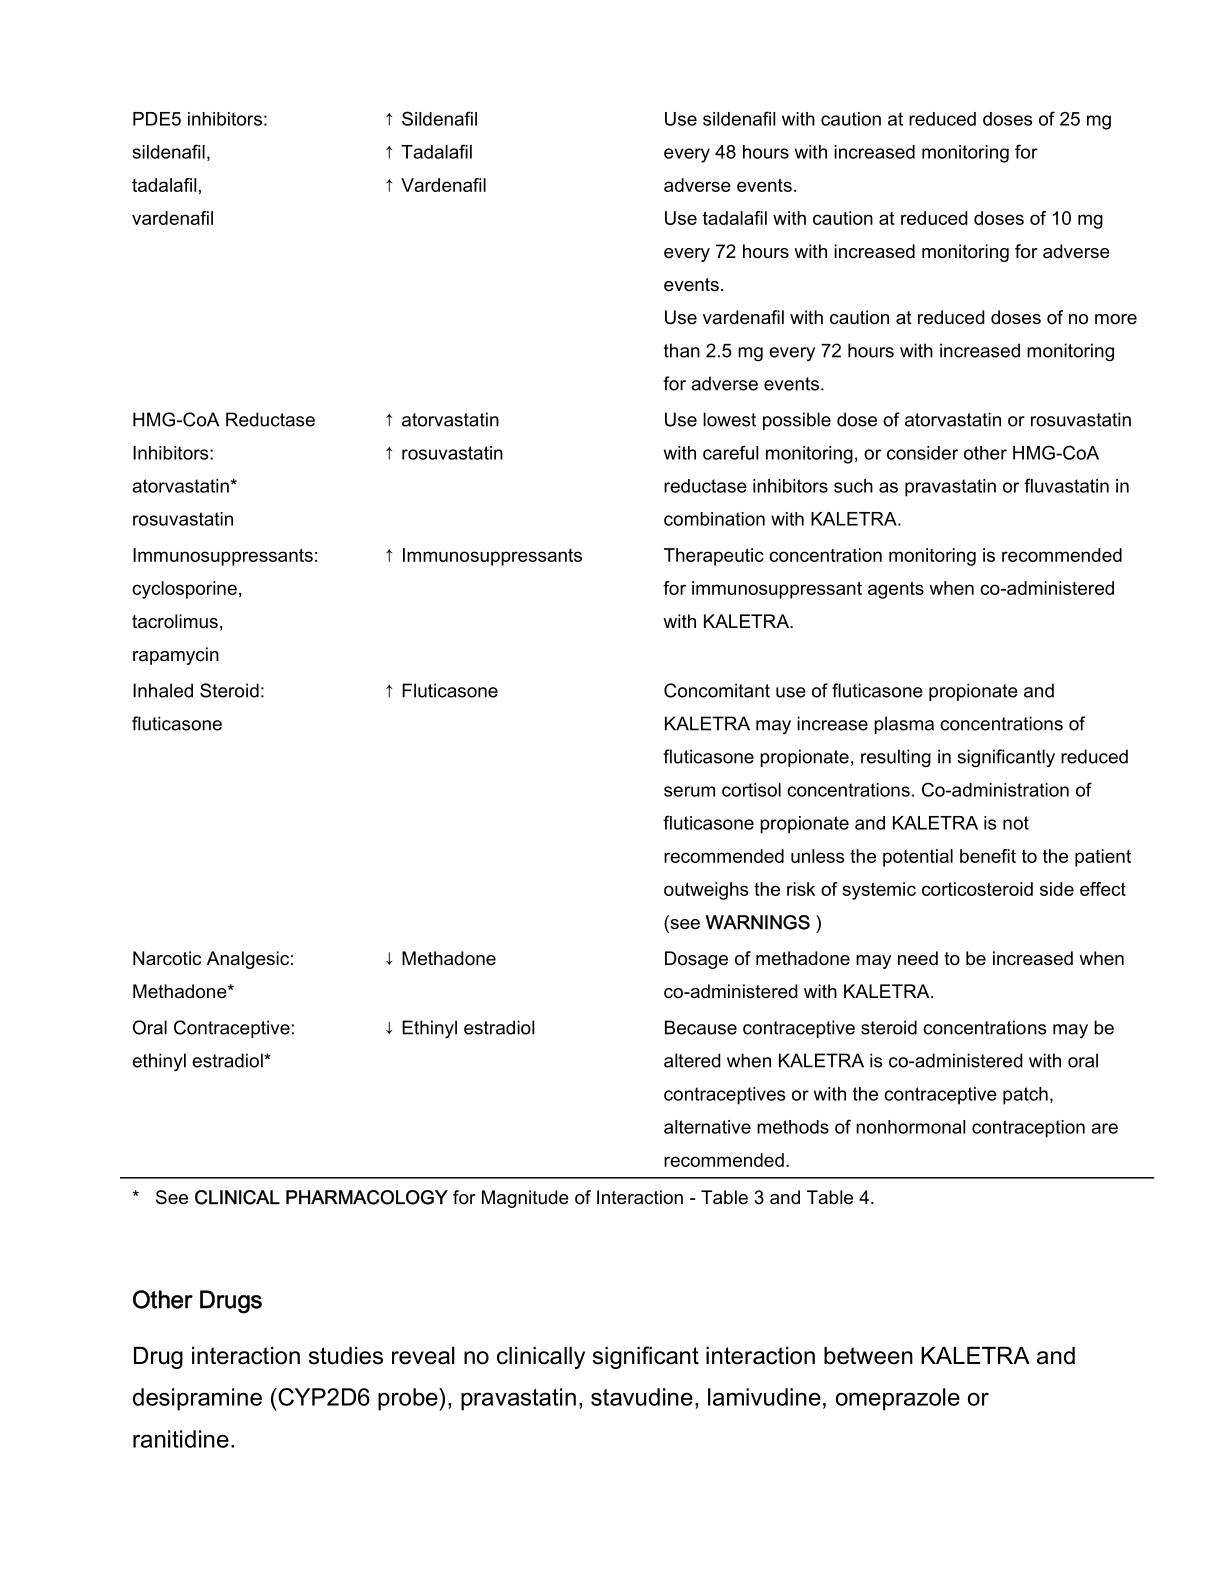 PDE5 inhibitors:
sildenafil,
tadalafil,
vardenafil
↑ Sildenafil
↑ Tadalafil
↑ Vardenafil
Use sildenafil with caution at reduced doses of 25 mg
every 48 hours with increased monitoring for
adverse events.
Use tadalafil with caution at reduced doses of 10 mg
every 72 hours with increased monitoring for adverse
events.
Use vardenafil with caution at reduced doses of no more
than 2.5 mg every 72 hours with increased monitoring
for adverse events.
HMG-CoA Reductase
Inhibitors:
atorvastatin*
rosuvastatin
↑ atorvastatin
↑ rosuvastatin
Use lowest possible dose of atorvastatin or rosuvastatin
with careful monitoring, or consider other HMG-CoA
reductase inhibitors such as pravastatin or fluvastatin in
combination with KALETRA.
Immunosuppressants:
cyclosporine,
tacrolimus,
rapamycin
↑ Immunosuppressants
Therapeutic concentration monitoring is recommended
for immunosuppressant agents when co-administered
with KALETRA.
Inhaled Steroid:
fluticasone
↑ Fluticasone
Concomitant use of fluticasone propionate and
KALETRA may increase plasma concentrations of
fluticasone propionate, resulting in significantly reduced
serum cortisol concentrations. Co-administration of
fluticasone propionate and KALETRA is not
recommended unless the potential benefit to the patient
outweighs the risk of systemic corticosteroid side effect
(see WARNINGS )
Narcotic Analgesic:
Methadone*
↓ Methadone
Dosage of methadone may need to be increased when
co-administered with KALETRA.
Oral Contraceptive:
ethinyl estradiol*
↓ Ethinyl estradiol
Because contraceptive steroid concentrations may be
altered when KALETRA is co-administered with oral
contraceptives or with the contraceptive patch,
alternative methods of nonhormonal contraception are
recommended.
* See CLINICAL PHARMACOLOGY for Magnitude of Interaction - Table 3 and Table 4.
Other Drugs
Drug interaction studies reveal no clinically significant interaction between KALETRA and
desipramine (CYP2D6 probe), pravastatin, stavudine, lamivudine, omeprazole or
ranitidine.